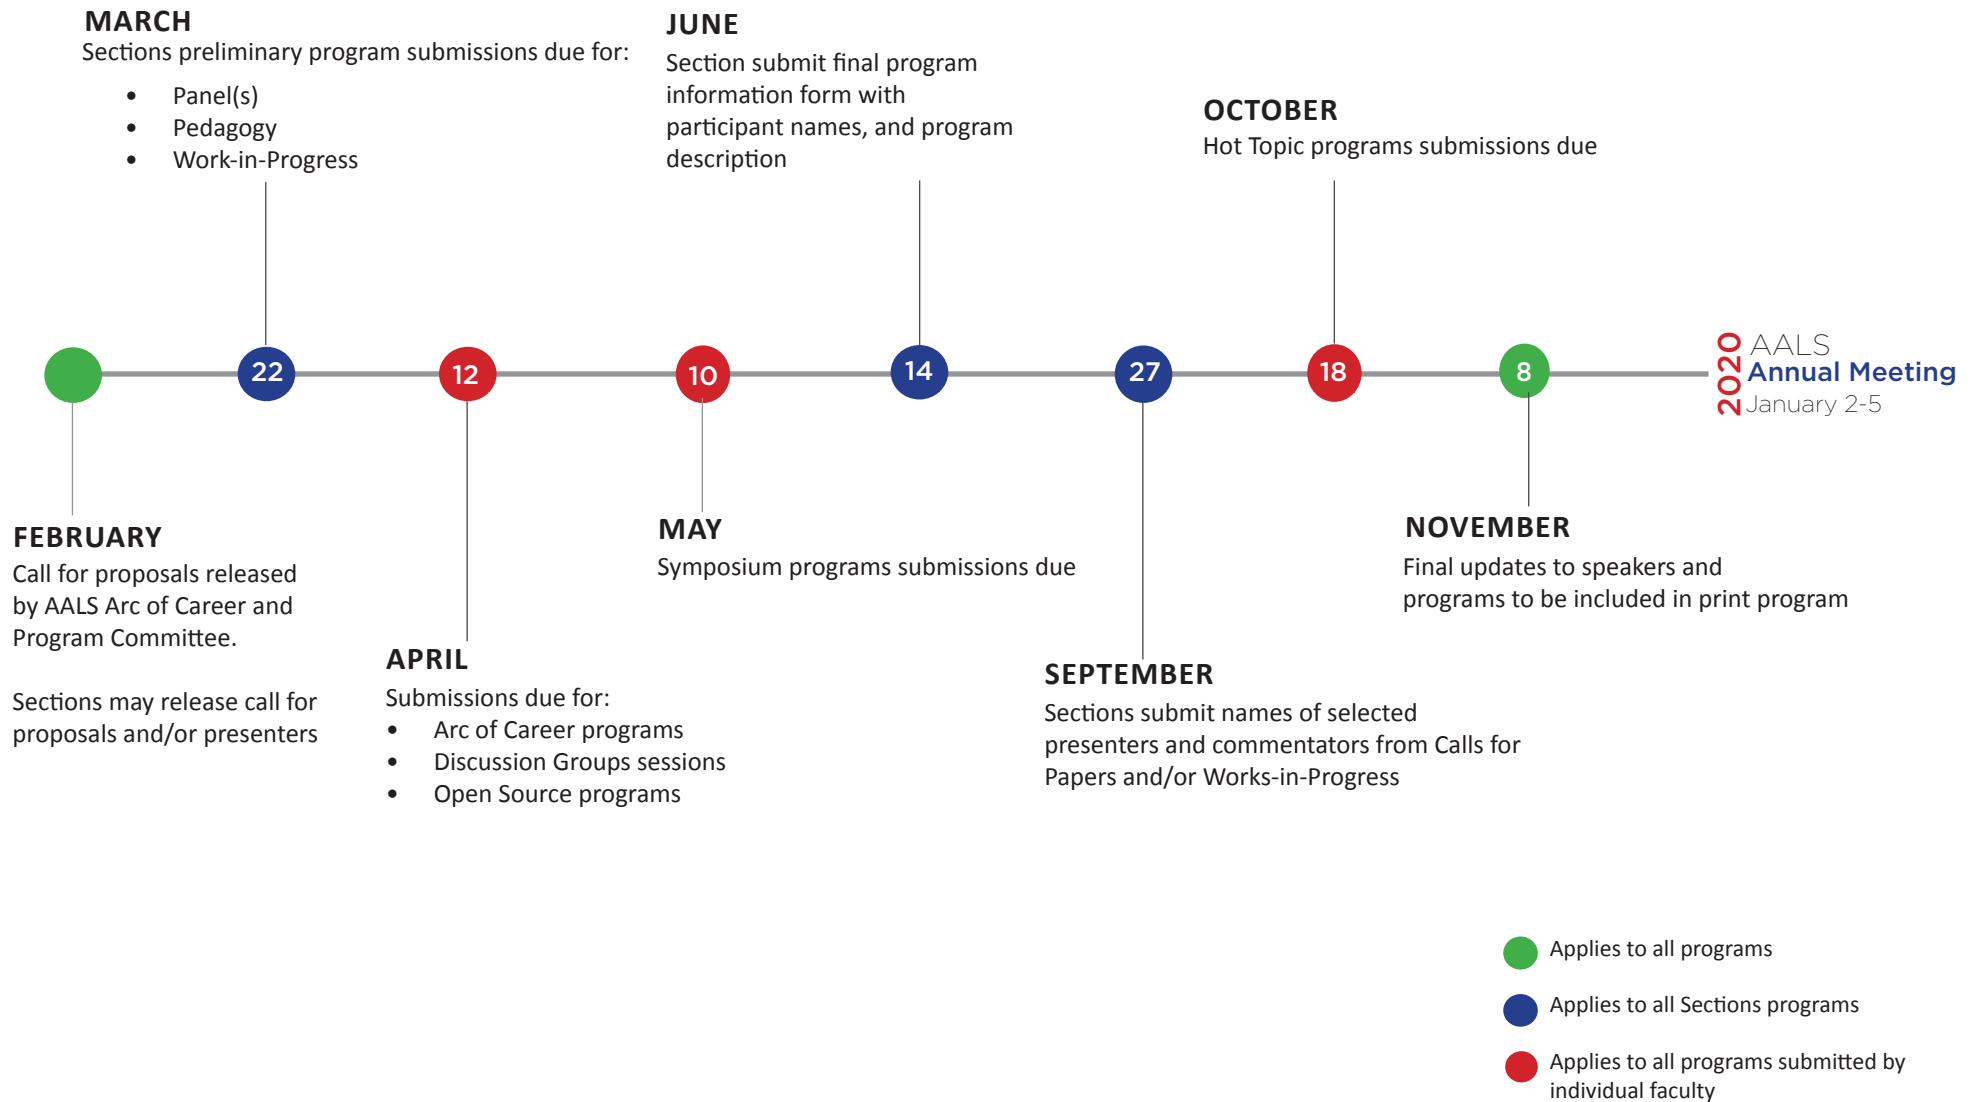 MARCH
Sections preliminary program submissions due for:
• Panel(s)
• Pedagogy
• Work-in-Progress
JUNE
Section submit final program
information form with
participant names, and program
description
OCTOBER
Hot Topic programs submissions due
22
12
10
14
27
18
8
2020
AALS
Annual Meeting
January 2-5
FEBRUARY
Call for proposals released
by AALS Arc of Career and
Program Committee.
Sections may release call for
proposals and/or presenters
APRIL
Submissions due for:
• Arc of Career programs
• Discussion Groups sessions
• Open Source programs
MAY
Symposium programs submissions due
SEPTEMBER
Sections submit names of selected
presenters and commentators from Calls for
Papers and/or Works-in-Progress
NOVEMBER
Final updates to speakers and
programs to be included in print program
Applies to all programs
Applies to all Sections programs
Applies to all programs submitted by
individual faculty